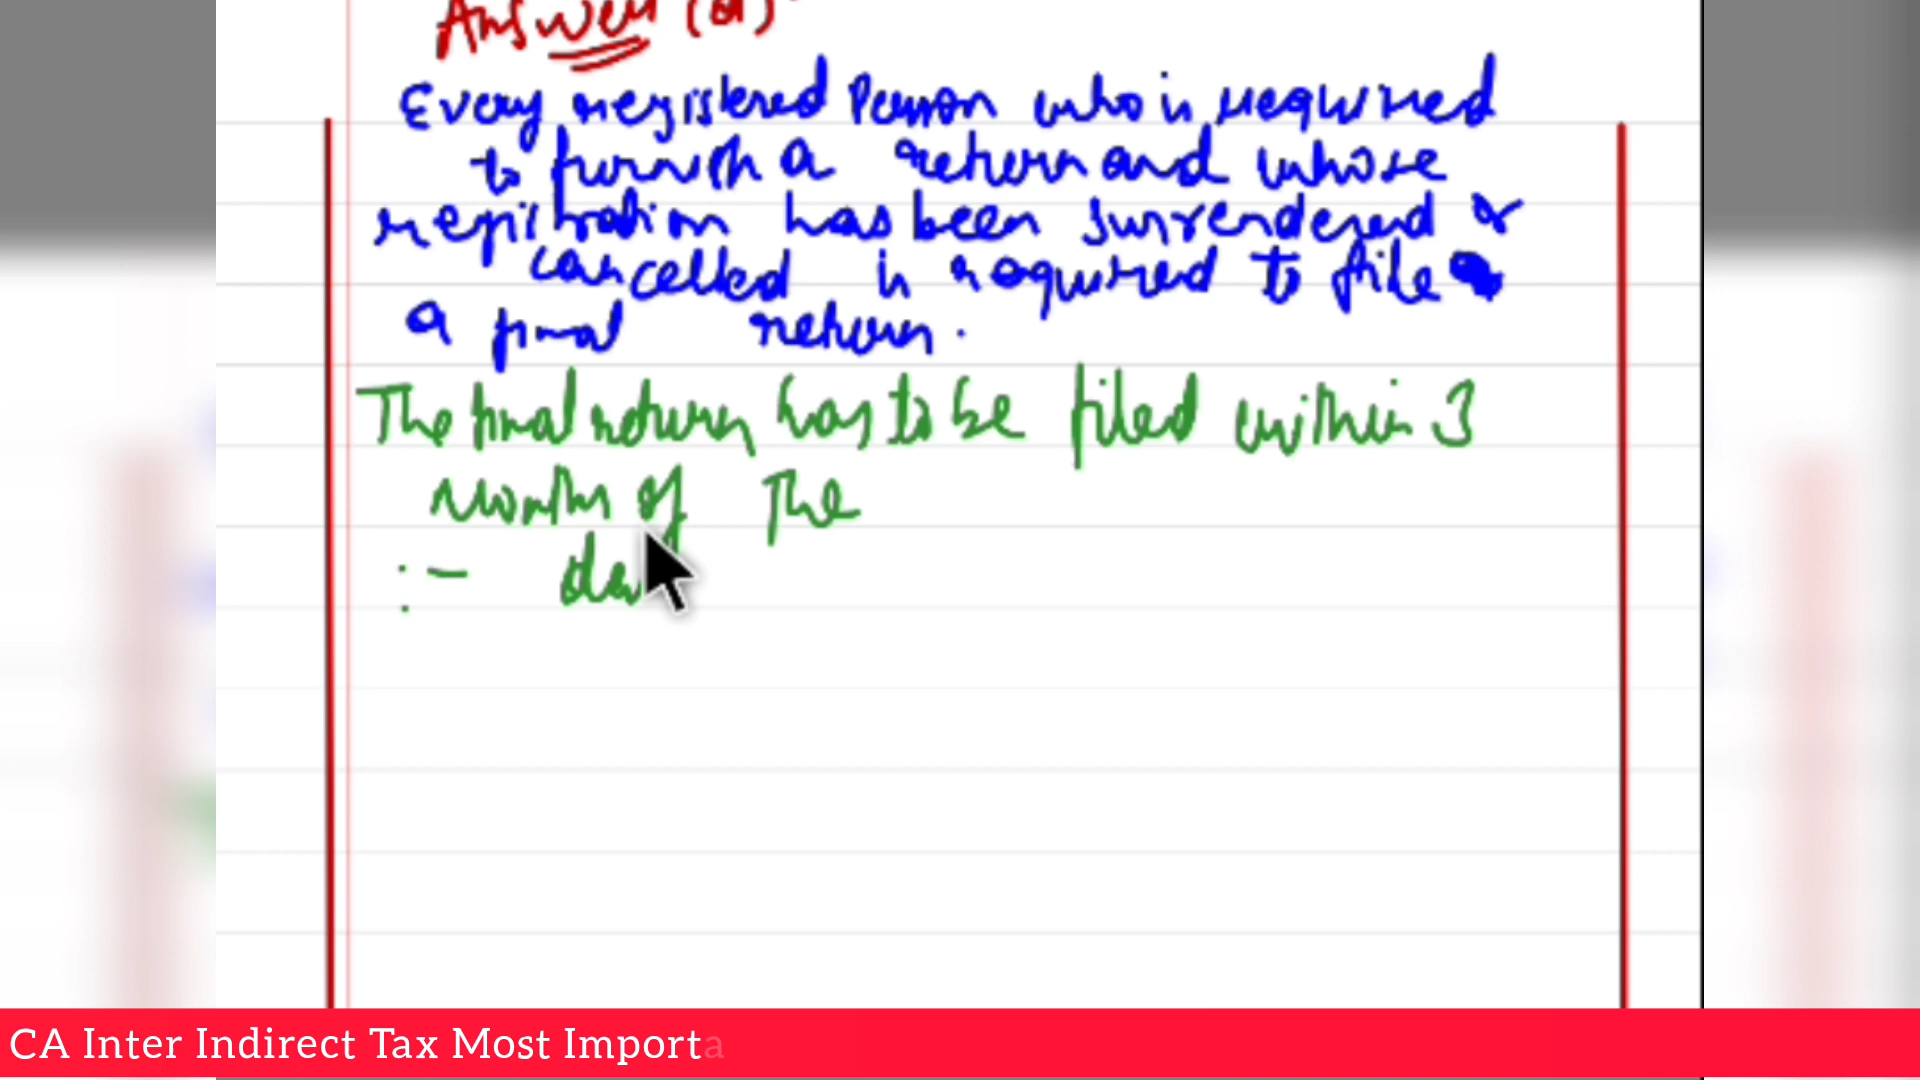 Answer (a)
Every registered Person who is required
to furnish a return and whose
registration has been surrendered or
cancelled is required to file
a final return.
The final return has to be filed within 3
months of the
:-
CA Inter Indirect Tax Most Importa